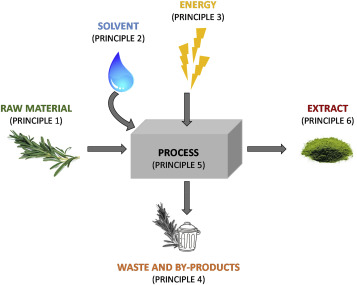 ENERGY
(PRINCIPLE 3)
SOLVENT
(PRINCIPLE 2)
RAW MATERIAL
(PRINCIPLE 1)
EXTRACT
(PRINCIPLE 6)
PROCESS
(PRINCIPLE 5)
WASTE AND BY-PRODUCTS
(PRINCIPLE 4)